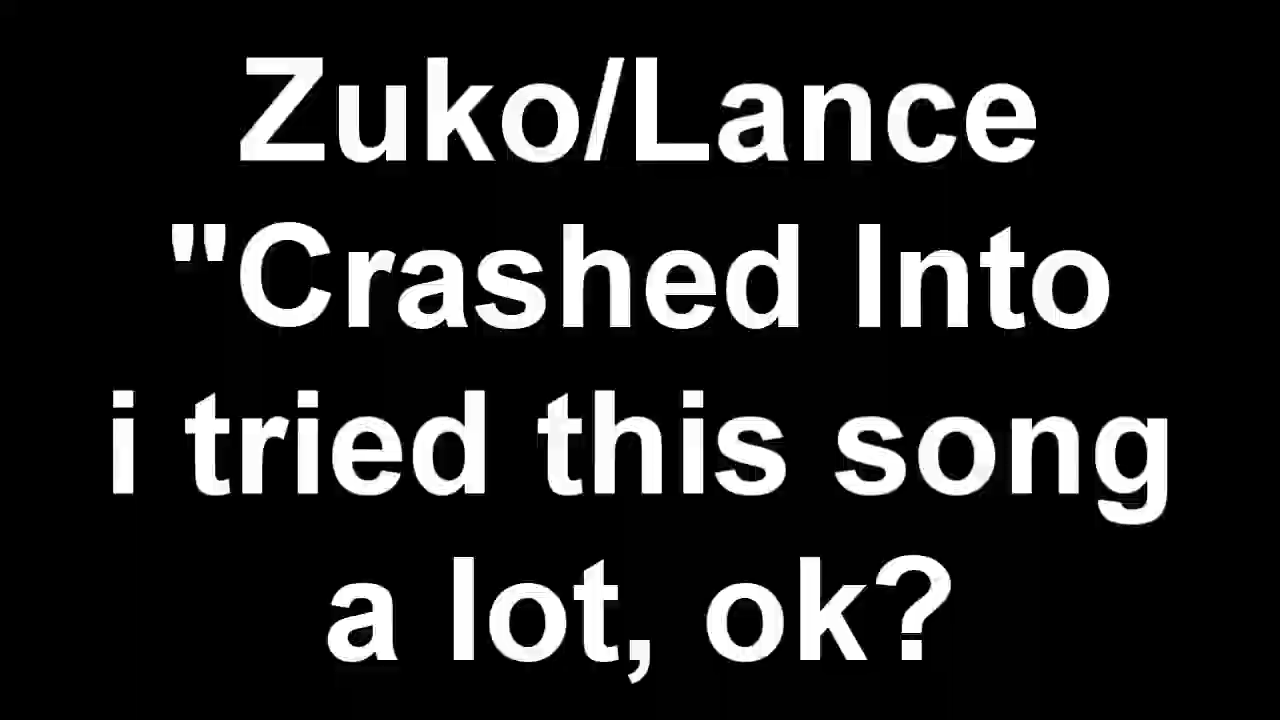 Zuko/Lance
"Crashed Into
i tried this song
a lot, ok?